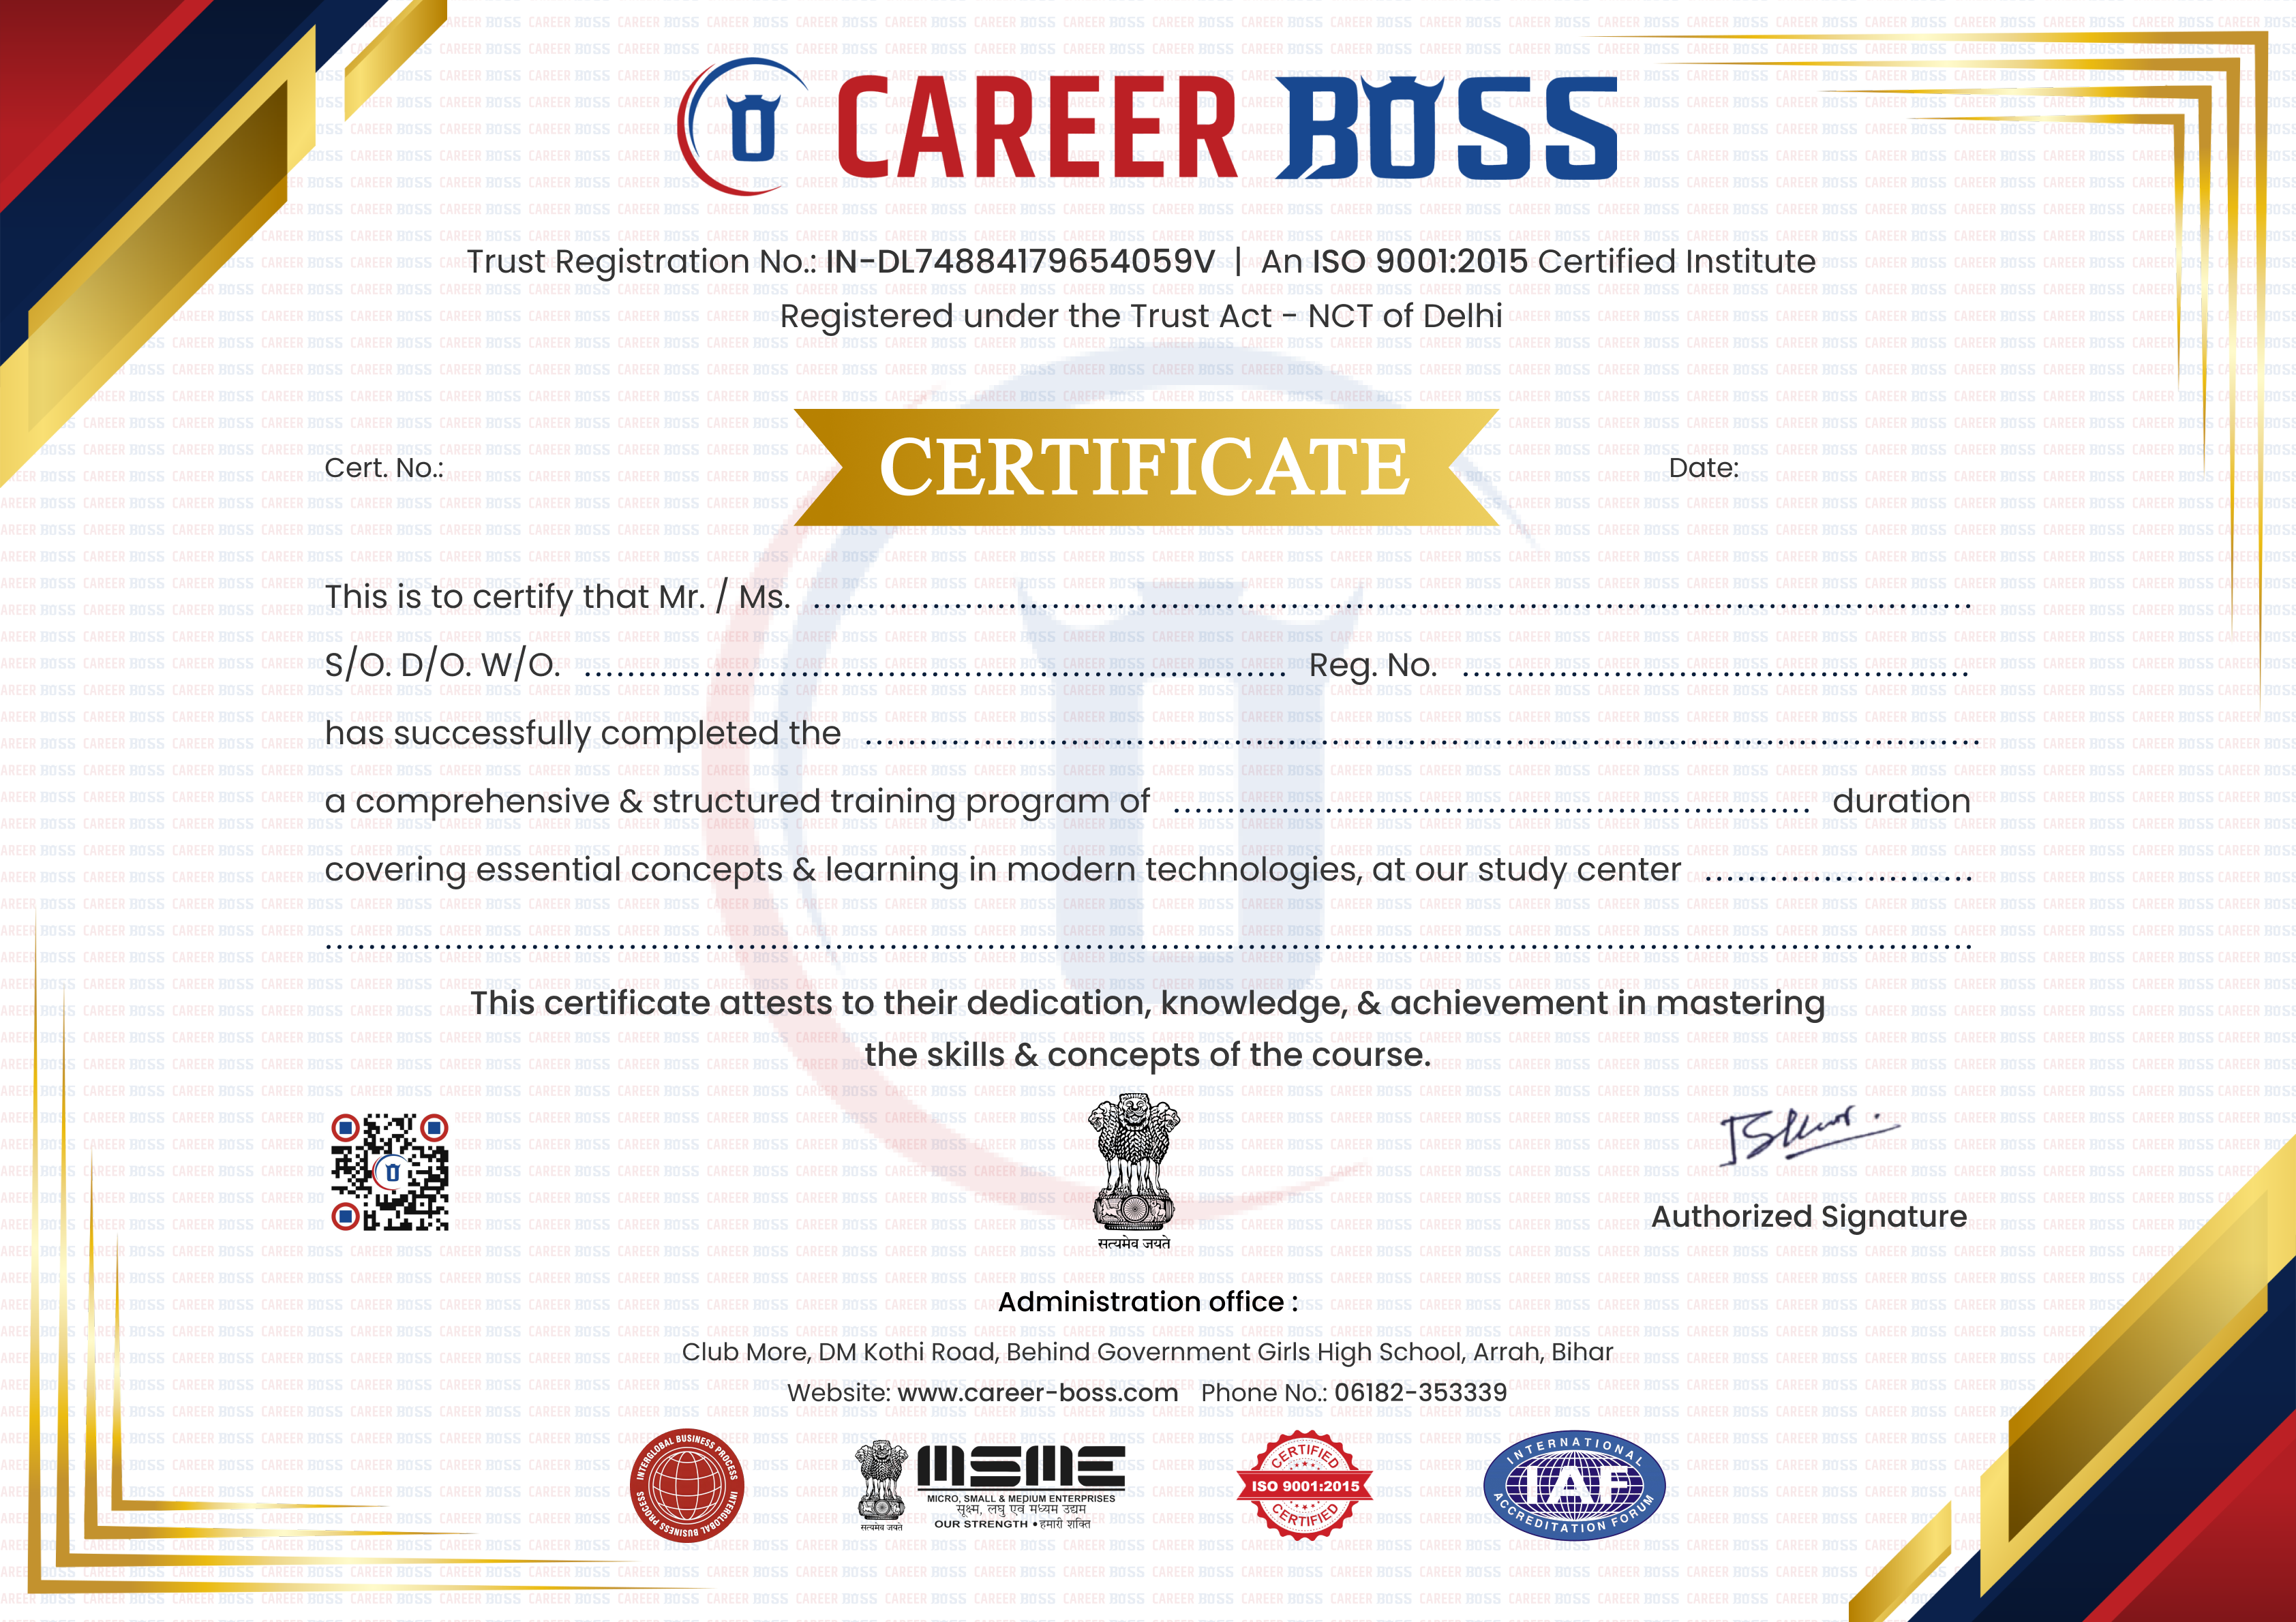 CAREER BOSS
Trust Registration No.: IN-DL74884179654059V | An ISO 9001:2015 Certified Institute
Registered under the Trust Act - NCT of Delhi
Cert. No.:
CERTIFICATE
Date:
This is to certify that Mr. / Ms. ....................
S/O. D/O. W/O. .................... Reg. No. ....................
has successfully completed the ....................
a comprehensive & structured training program of .................... duration
covering essential concepts & learning in modern technologies, at our study center ....................
....................
This certificate attests to their dedication, knowledge, & achievement in mastering
the skills & concepts of the course.
सत्यमेव जयते
Authorized Signature
Administration office :
Club More, DM Kothi Road, Behind Government Girls High School, Arrah, Bihar
Website: www.career-boss.com Phone No.: 06182-353339
INTERGLOBAL BUSINESS PROCESS
INTERGLOBAL BUSINESS PROCESS
सत्यमेव जयते
MSME
MICRO, SMALL & MEDIUM ENTERPRISES
सूक्ष्म, लघु एवं मध्यम उद्यम
OUR STRENGTH • हमारी शक्ति
CERTIFIED
ISO 9001:2015
CERTIFIED
INTERNATIONAL
IAF
ACCREDITATION FORUM